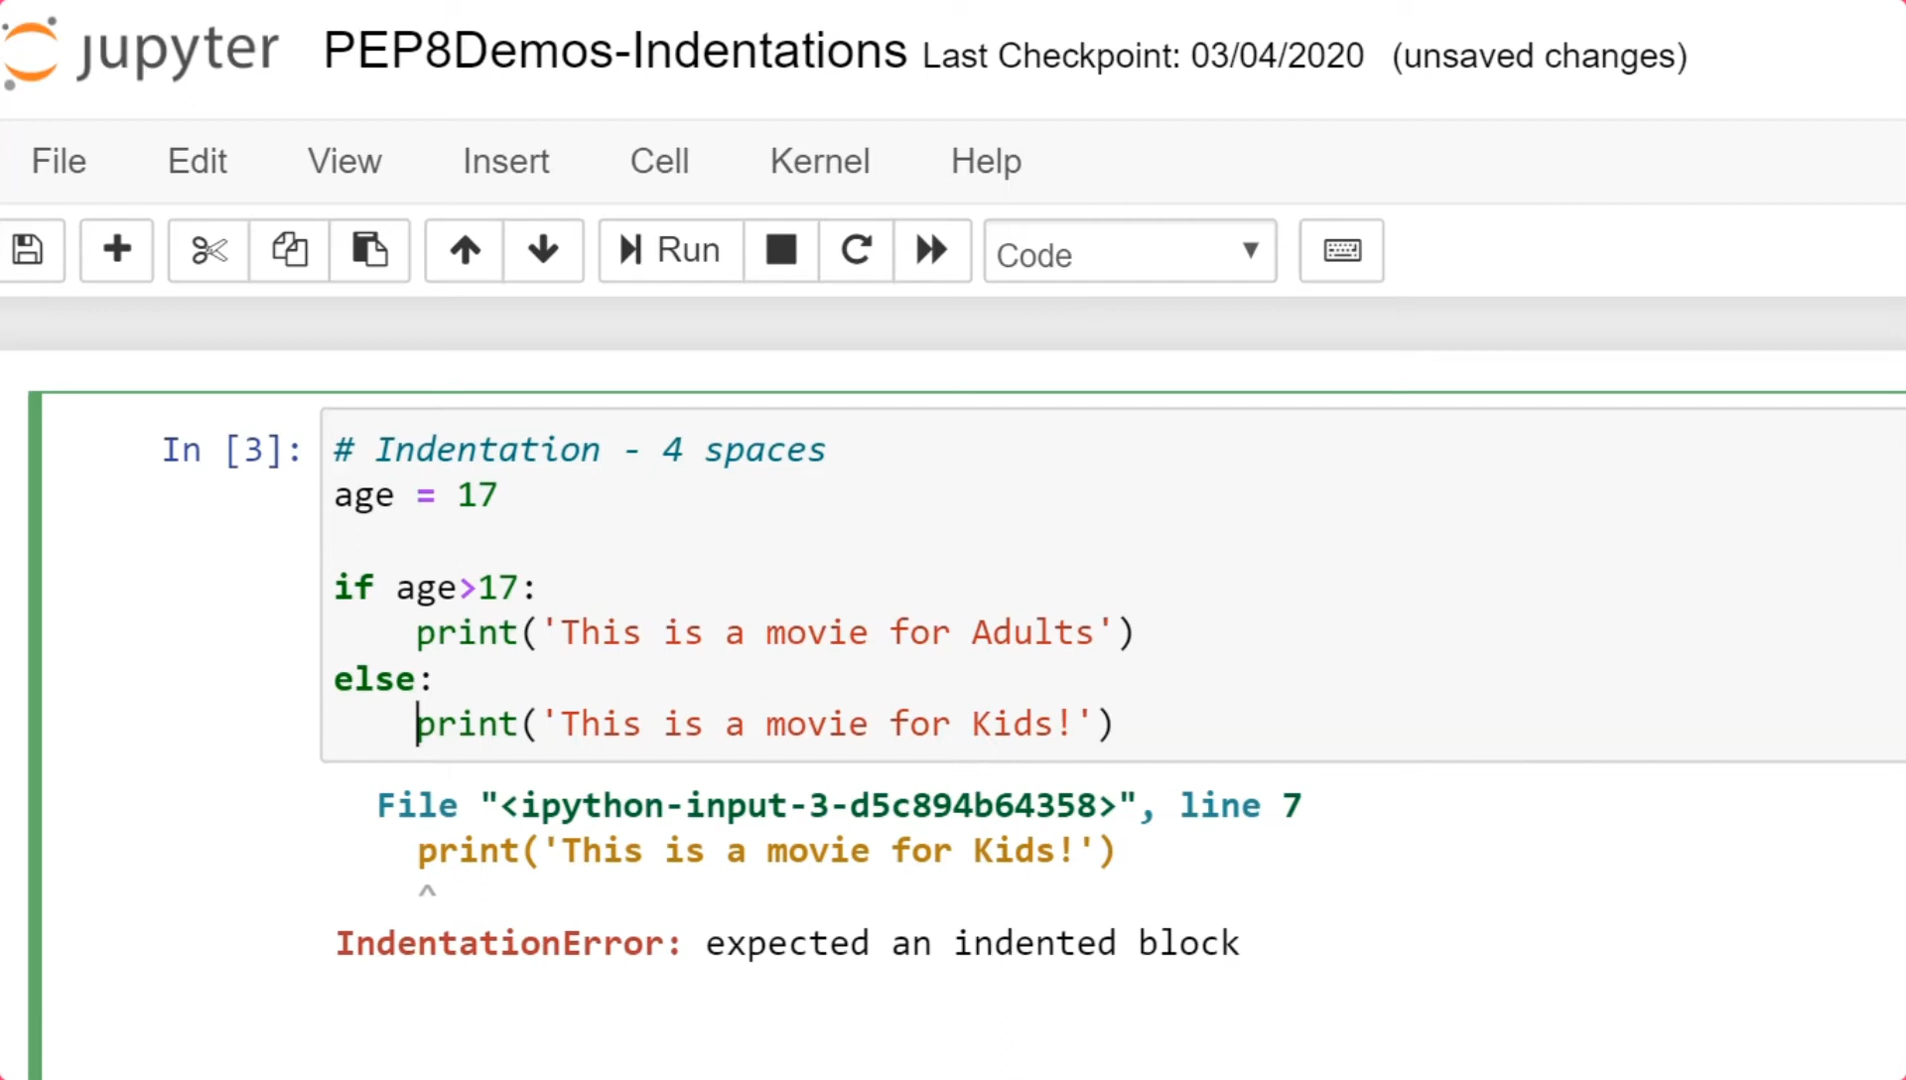 jupyter PEP8Demos-Indentations Last Checkpoint: 03/04/2020 (unsaved changes)
File Edit View Insert Cell Kernel Help
Run Code
In [3]: # Indentation - 4 spaces
age = 17
if age>17:
    print('This is a movie for Adults')
else:
    print('This is a movie for Kids!')
File "<ipython-input-3-d5c894b64358>", line 7
print('This is a movie for Kids!')
^
IndentationError: expected an indented block